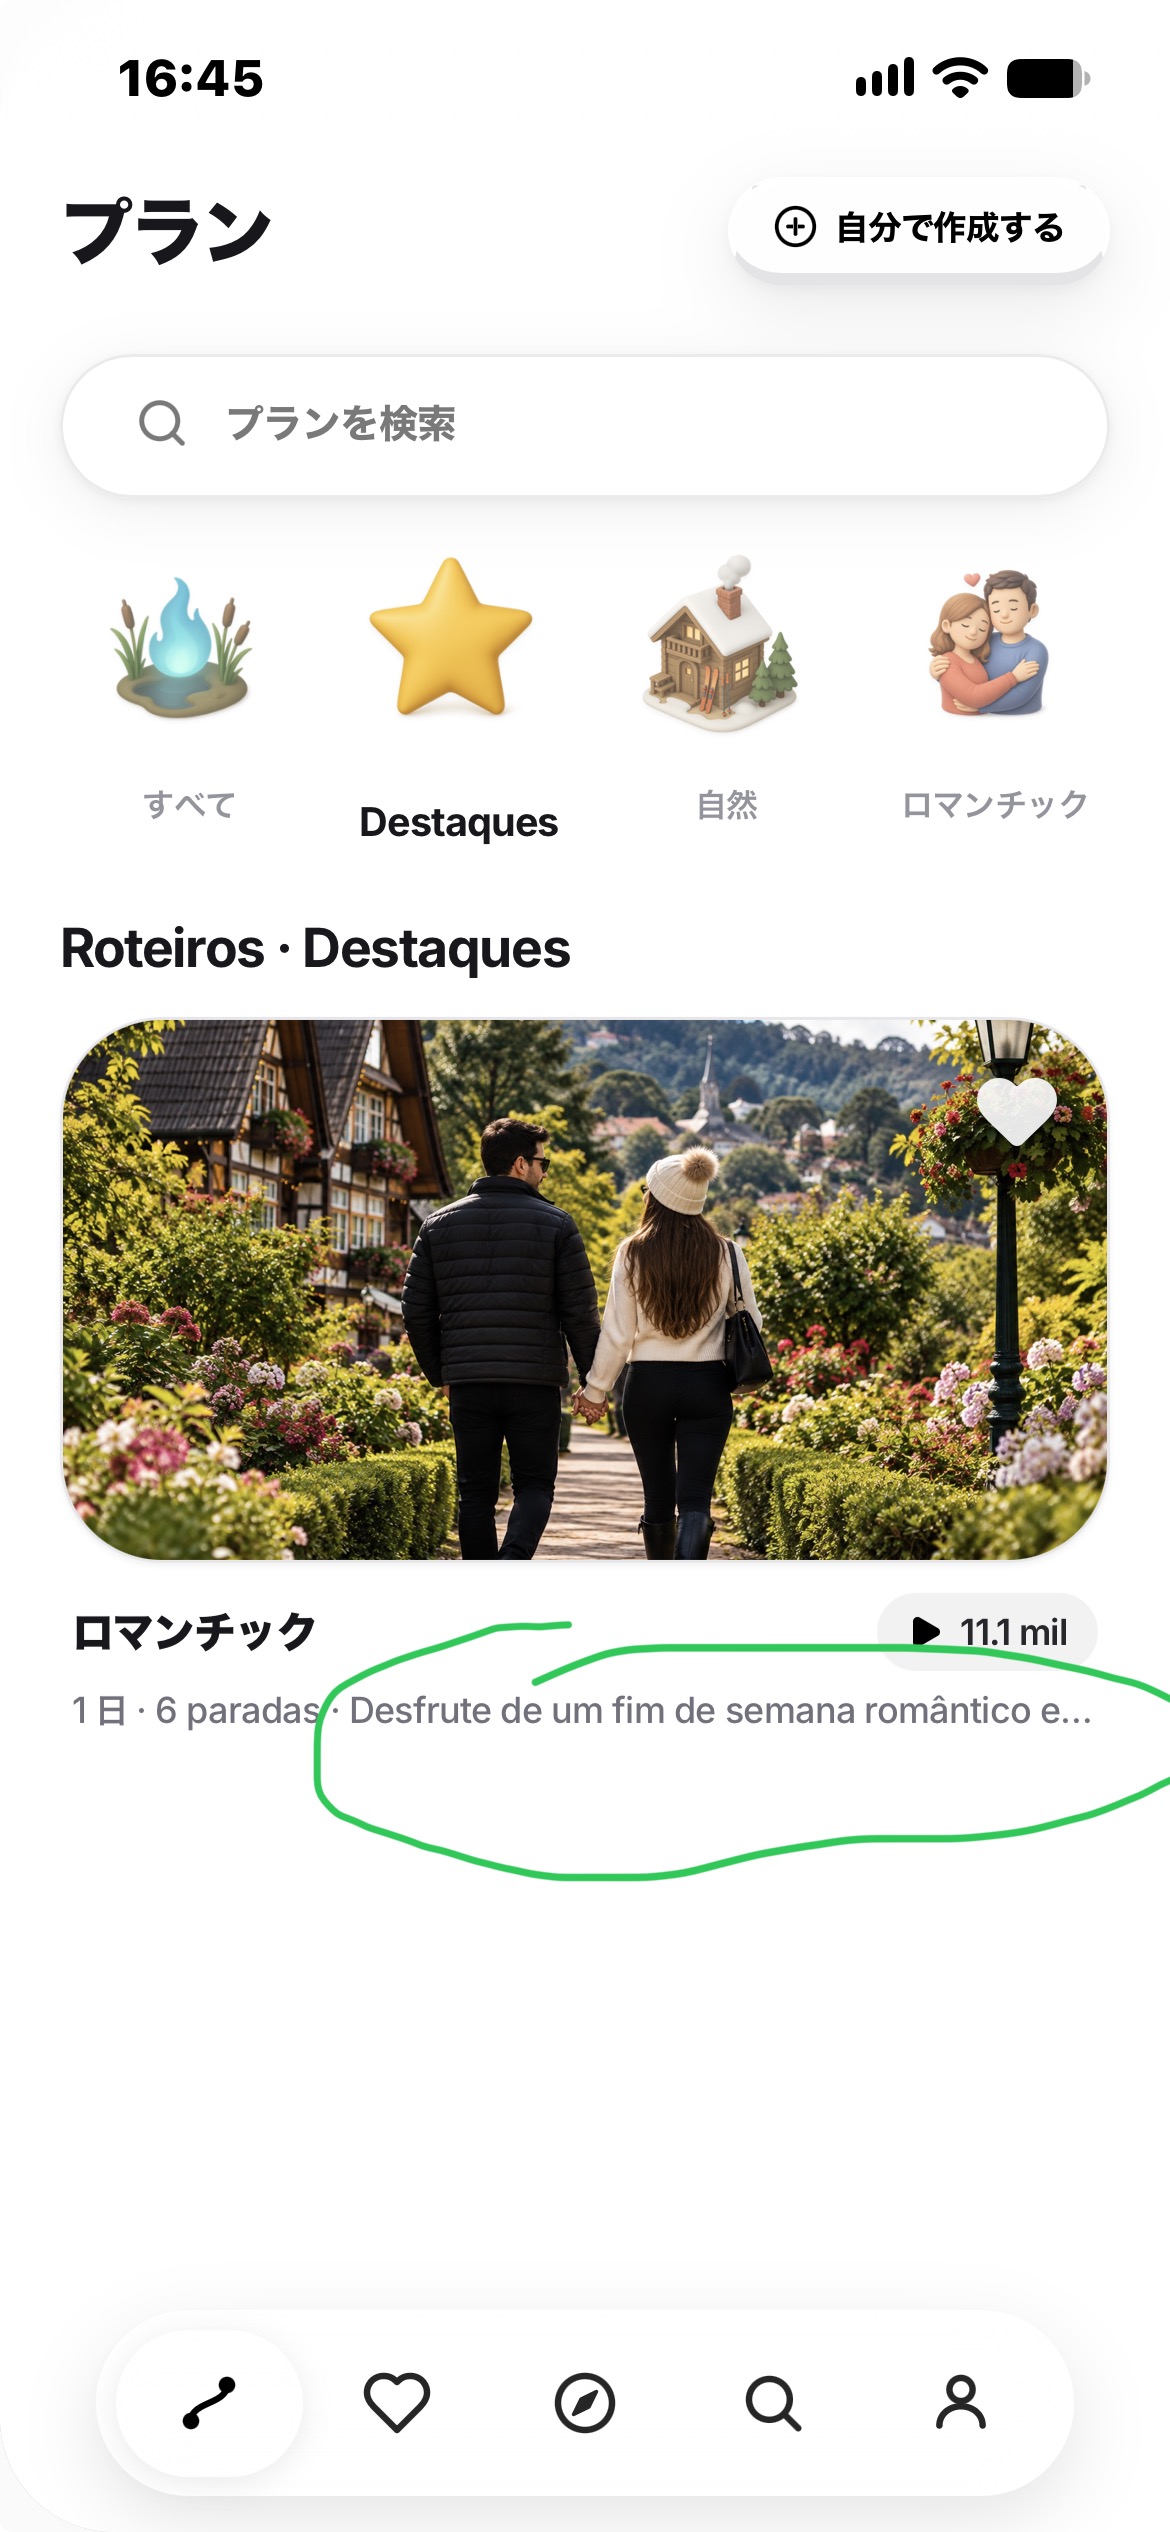 16:45
プラン
自分で作成する
プランを検索
すべて
Destaques
自然
ロマンチック
Roteiros · Destaques
ロマンチック
11.1 mil
1 日 · 6 paradas · Desfrute de um fim de semana romântico e...